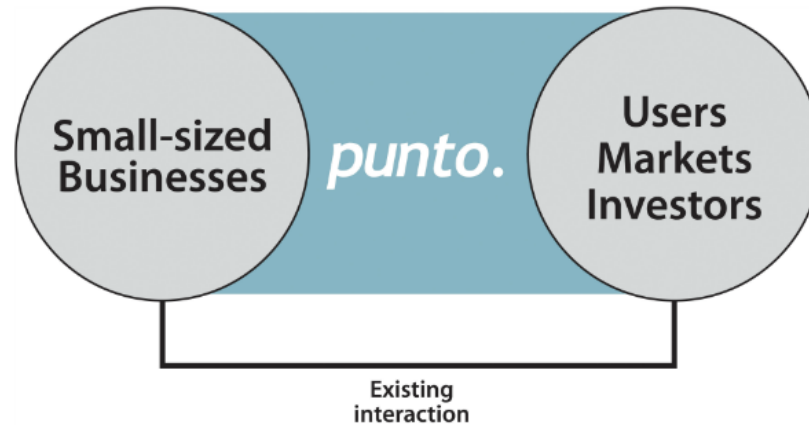 Small-sized
Businesses
punto.
Users
Markets
Investors
Existing
interaction